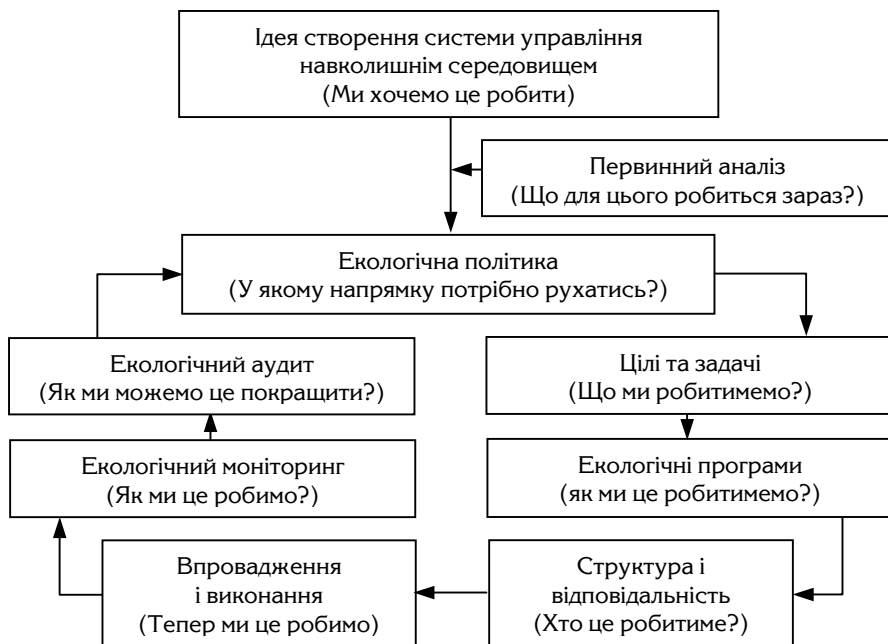 Ідея створення системи управління
навколишнім середовищем
(Ми хочемо це робити)
Первинний аналіз
(Що для цього робиться зараз?)
Екологічна політика
(У якому напрямку потрібно рухатись?)
Екологічний аудит
(Як ми можемо це покращити?)
Цілі та задачі
(Що ми робитимемо?)
Екологічний моніторинг
(Як ми це робимо?)
Екологічні програми
(як ми це робитимемо?)
Впровадження
і виконання
(Тепер ми це робимо)
Структура і
відповідальність
(Хто це робитиме?)